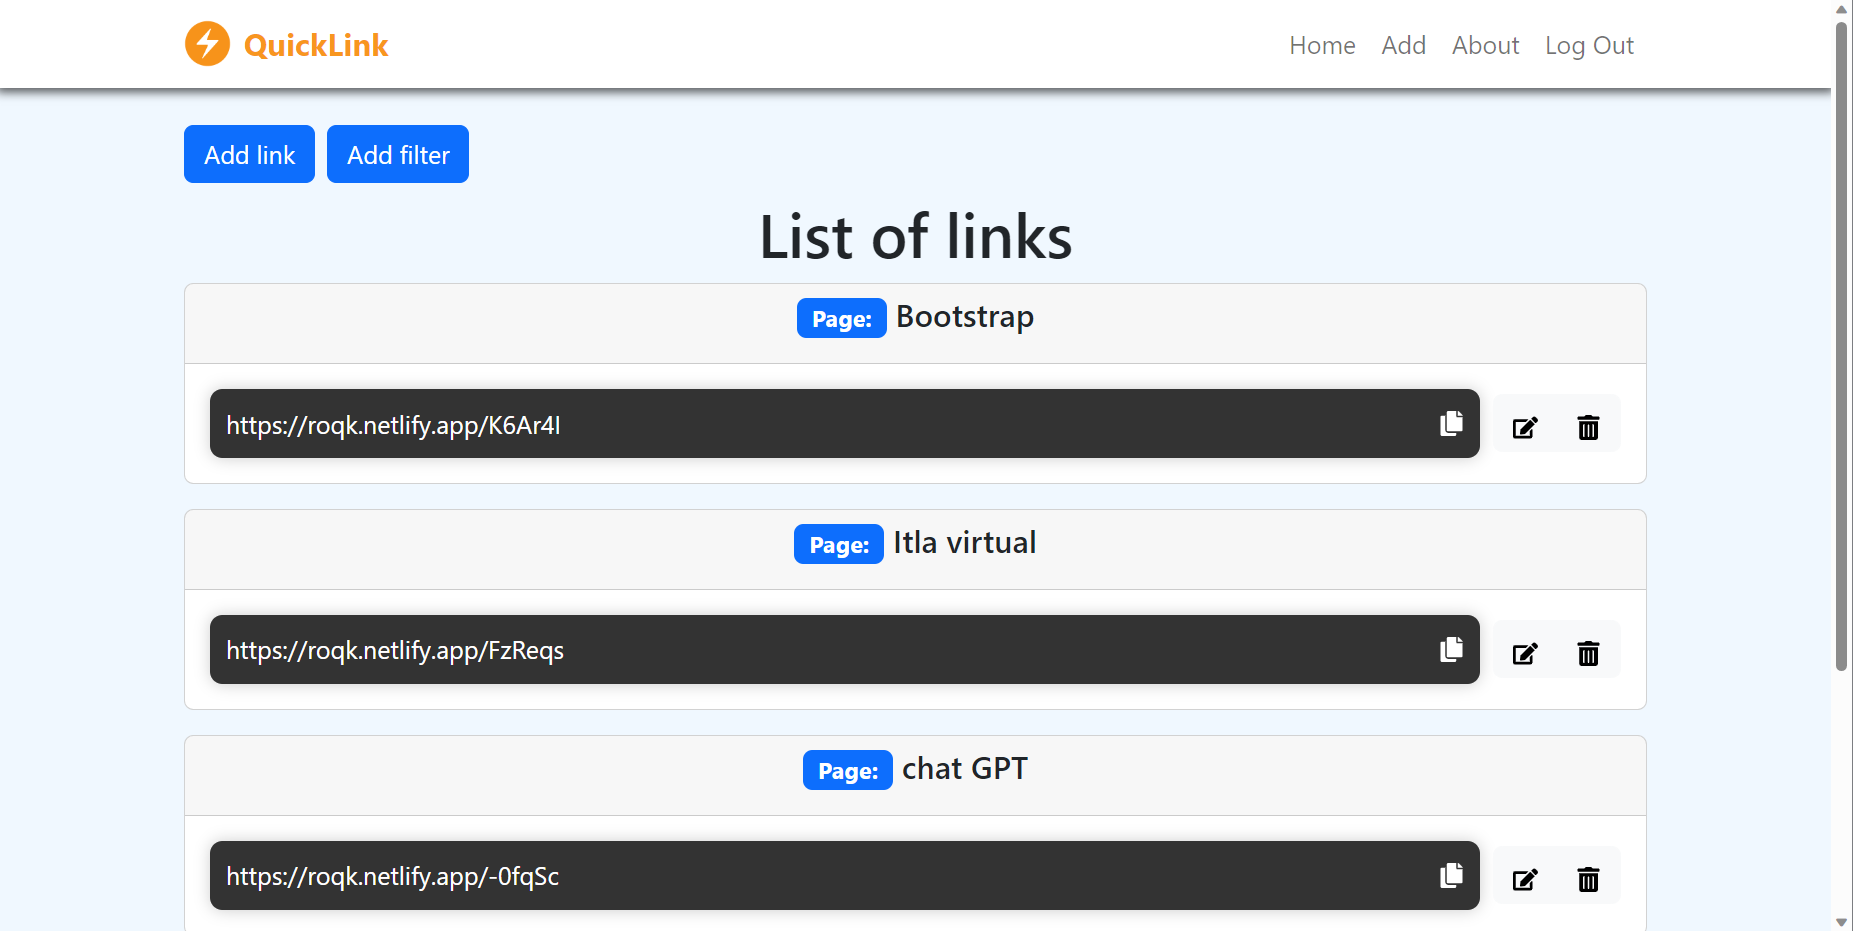 QuickLink
Home Add About Log Out
Add link Add filter
List of links
Page: Bootstrap
https://roqk.netlify.app/K6Ar4I
Page: Itla virtual
https://roqk.netlify.app/FzReqs
Page: chat GPT
https://roqk.netlify.app/-0fqSc